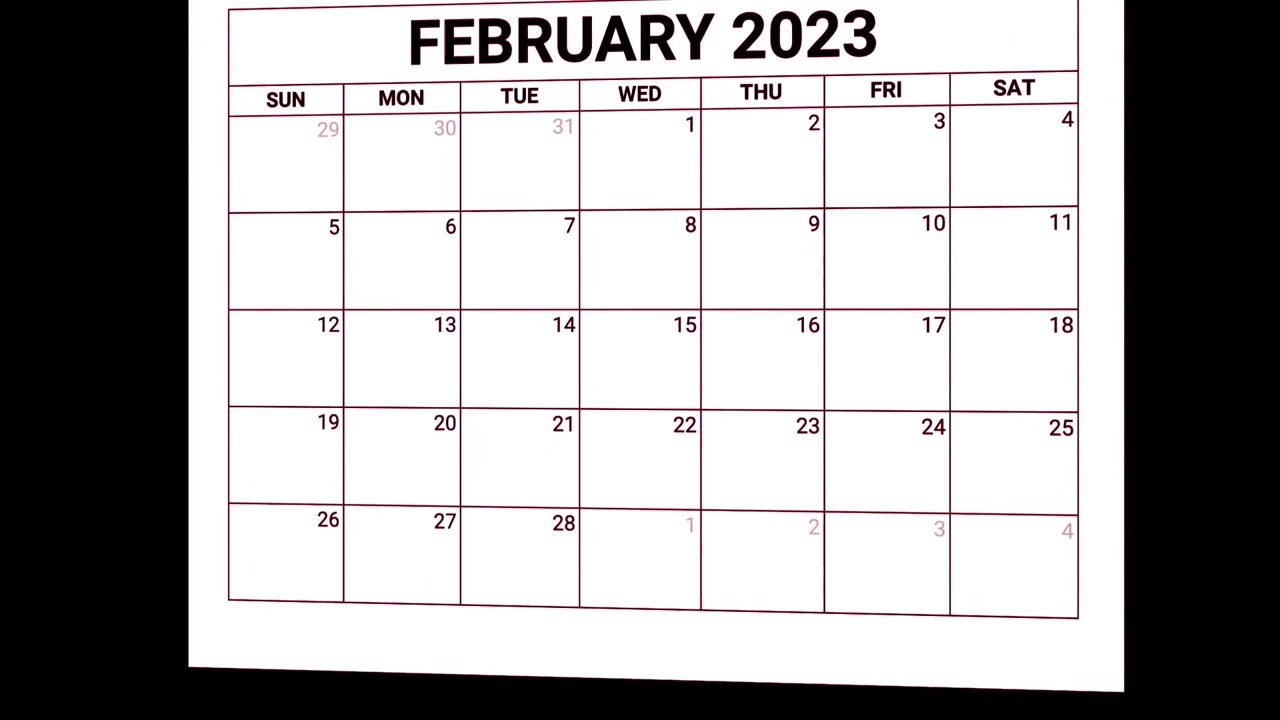 FEBRUARY 2023
SUN MON TUE WED THU FRI SAT
29 30 31 1 2 3 4
5 6 7 8 9 10 11
12 13 14 15 16 17 18
19 20 21 22 23 24 25
26 27 28 1 2 3 4